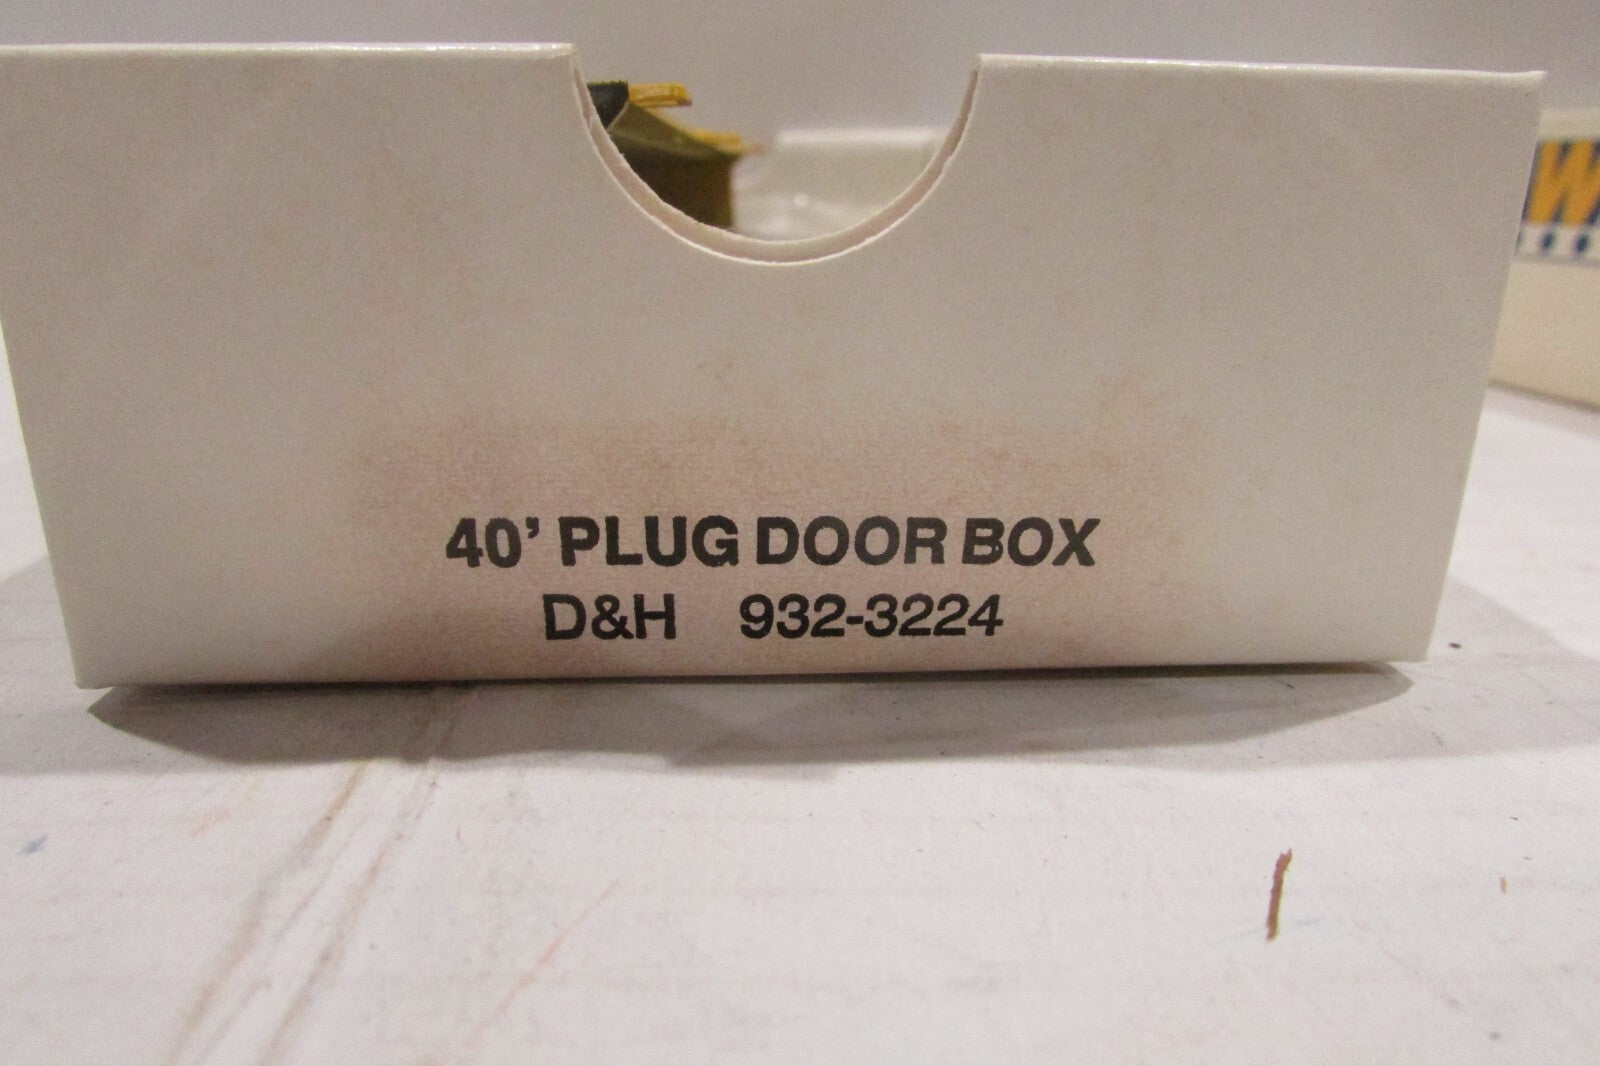 40' PLUG DOOR BOX
D&H 932-3224
W